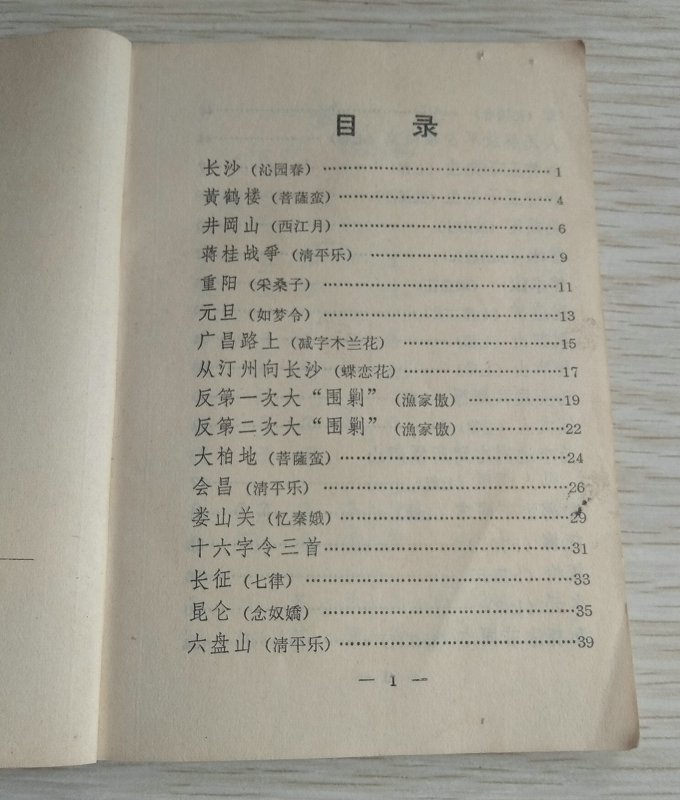 目 录
长沙（沁园春）……………………………………1
黄鹤楼（菩薩蛮）…………………………………4
井冈山（西江月）…………………………………6
蒋桂战爭（清平乐）……………………………9
重阳（采桑子）……………………………………11
元旦（如梦令）……………………………………13
广昌路上（减字木兰花）………………………15
从汀州向长沙（蝶恋花）………………………17
反第一次大“围剿”（漁家傲）………………19
反第二次大“围剿”（漁家傲）………………22
大柏地（菩薩蛮）…………………………………24
会昌（清平乐）……………………………………26
娄山关（忆秦娥）…………………………………29
十六字令三首………………………………………31
长征（七律）………………………………………33
昆仑（念奴嬌）……………………………………35
六盘山（清平乐）…………………………………39
— 1 —